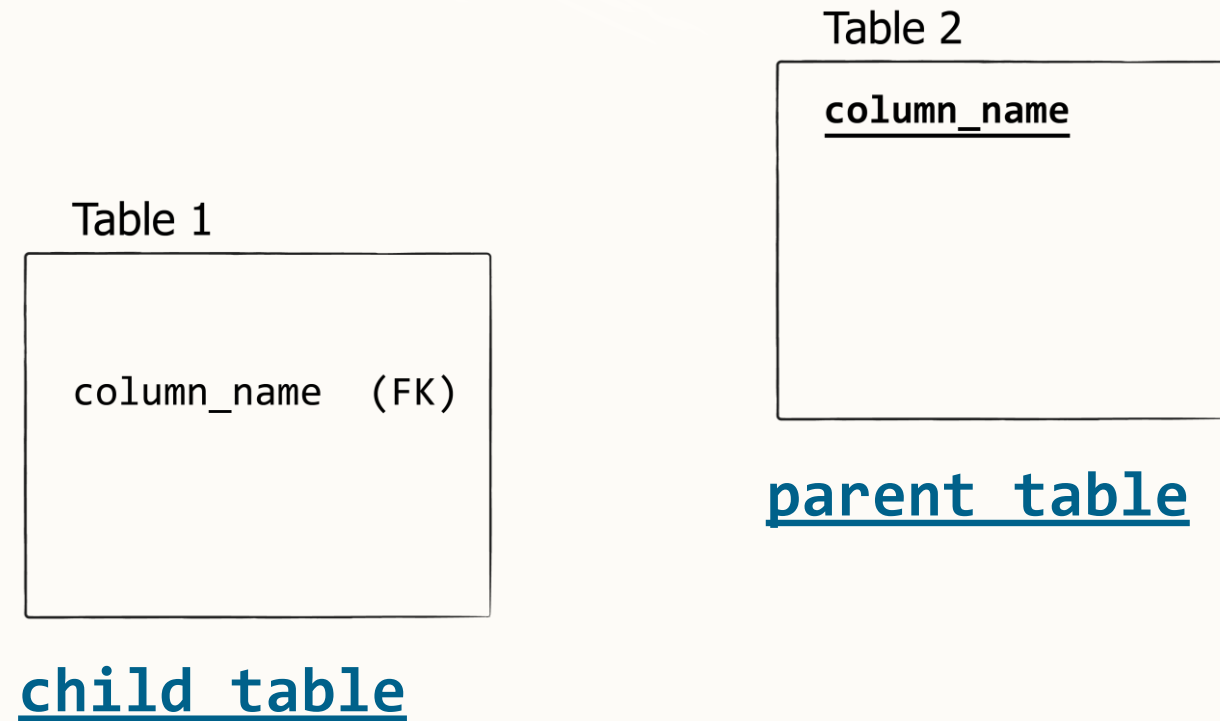 Table 2
column_name
Table 1
column_name (FK)
parent table
child table